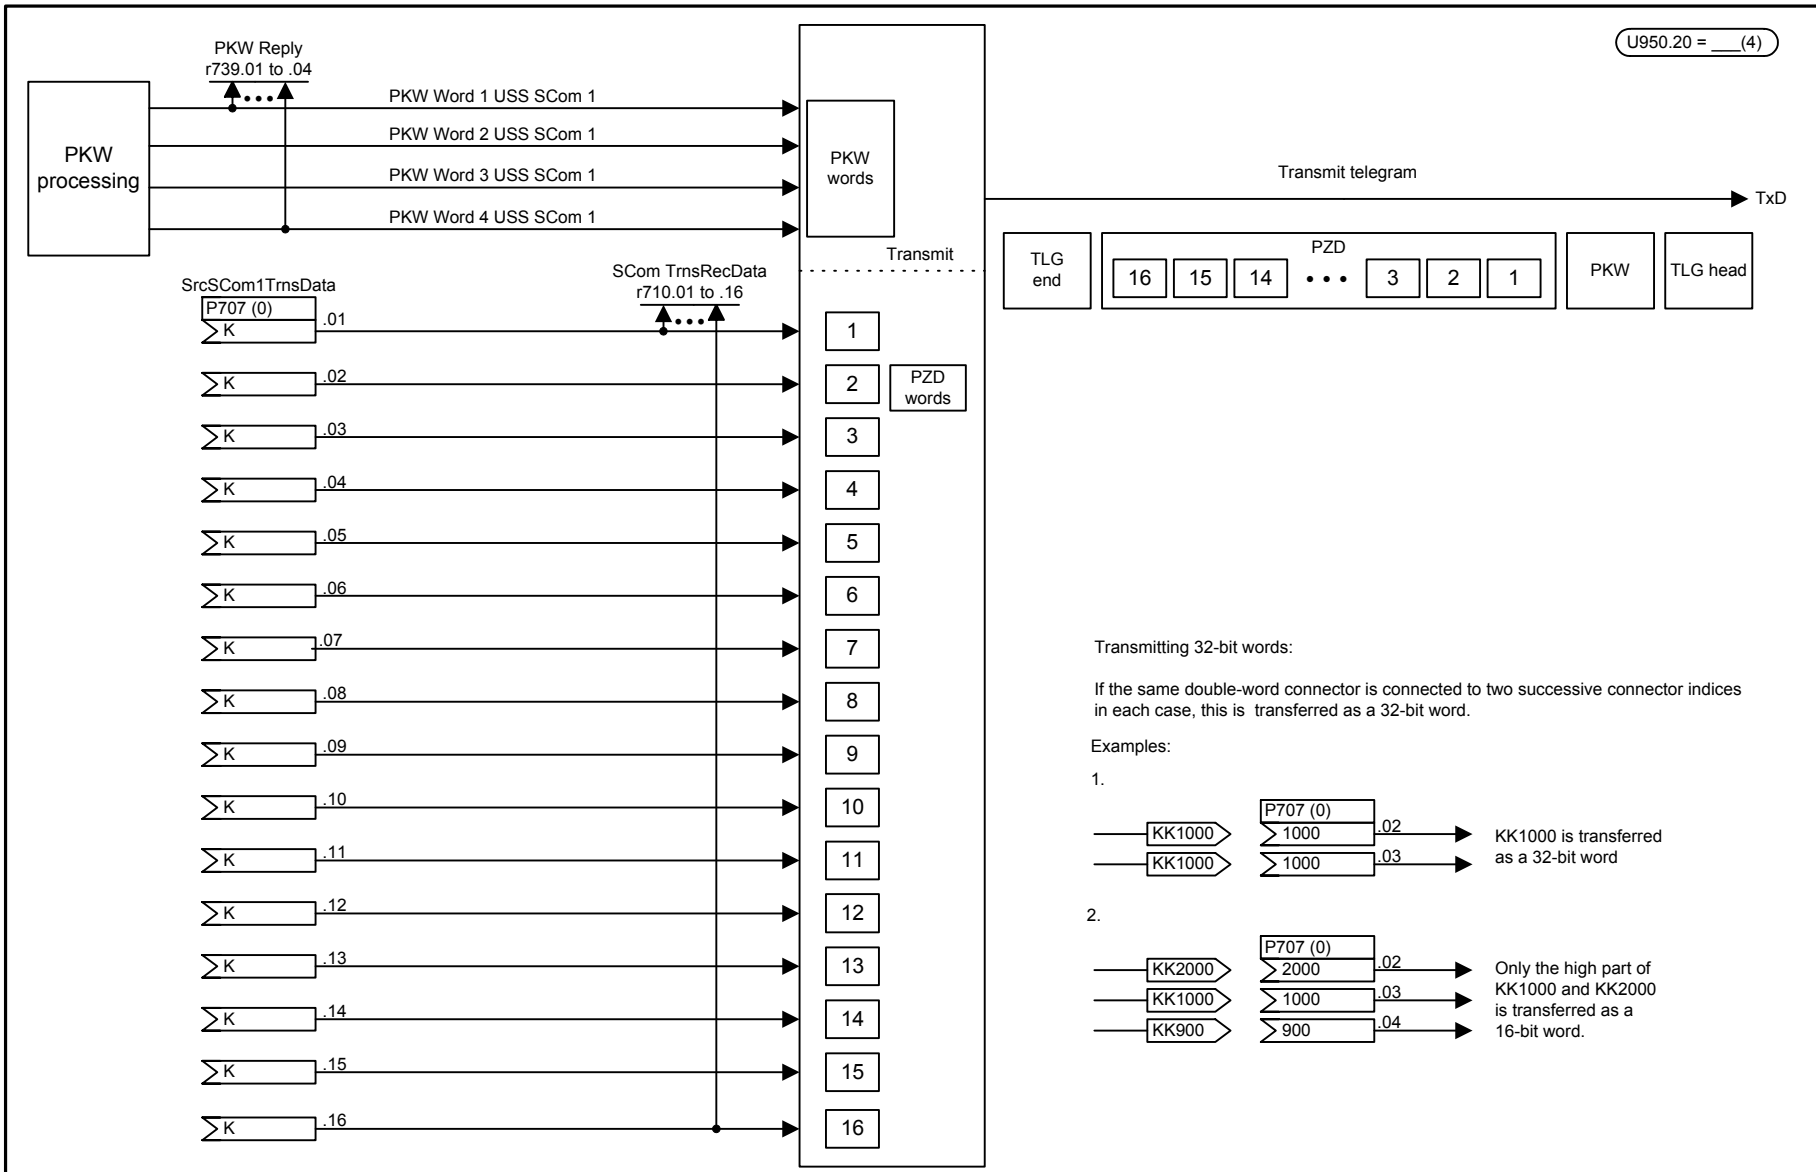 U950.20 = ___(4)
PKW Reply
r739.01 to .04
PKW
processing
PKW Word 1 USS SCom 1
PKW Word 2 USS SCom 1
PKW Word 3 USS SCom 1
PKW Word 4 USS SCom 1
PKW
words
Transmit
Transmit telegram
TxD
TLG
end
PZD
16 15 14 • • • 3 2 1
PKW
TLG head
SrcSCom1TrnsData
P707 (0)
SCom TrnsRecData
r710.01 to .16
K .01 1
K .02 2
PZD
words
K .03 3
K .04 4
K .05 5
K .06 6
K .07 7
K .08 8
K .09 9
K .10 10
K .11 11
K .12 12
K .13 13
K .14 14
K .15 15
K .16 16
Transmitting 32-bit words:
If the same double-word connector is connected to two successive connector indices
in each case, this is transferred as a 32-bit word.
Examples:
1.
P707 (0)
KK1000 1000 .02
KK1000 1000 .03
KK1000 is transferred
as a 32-bit word
2.
P707 (0)
KK2000 2000 .02
KK1000 1000 .03
KK900 900 .04
Only the high part of
KK1000 and KK2000
is transferred as a
16-bit word.